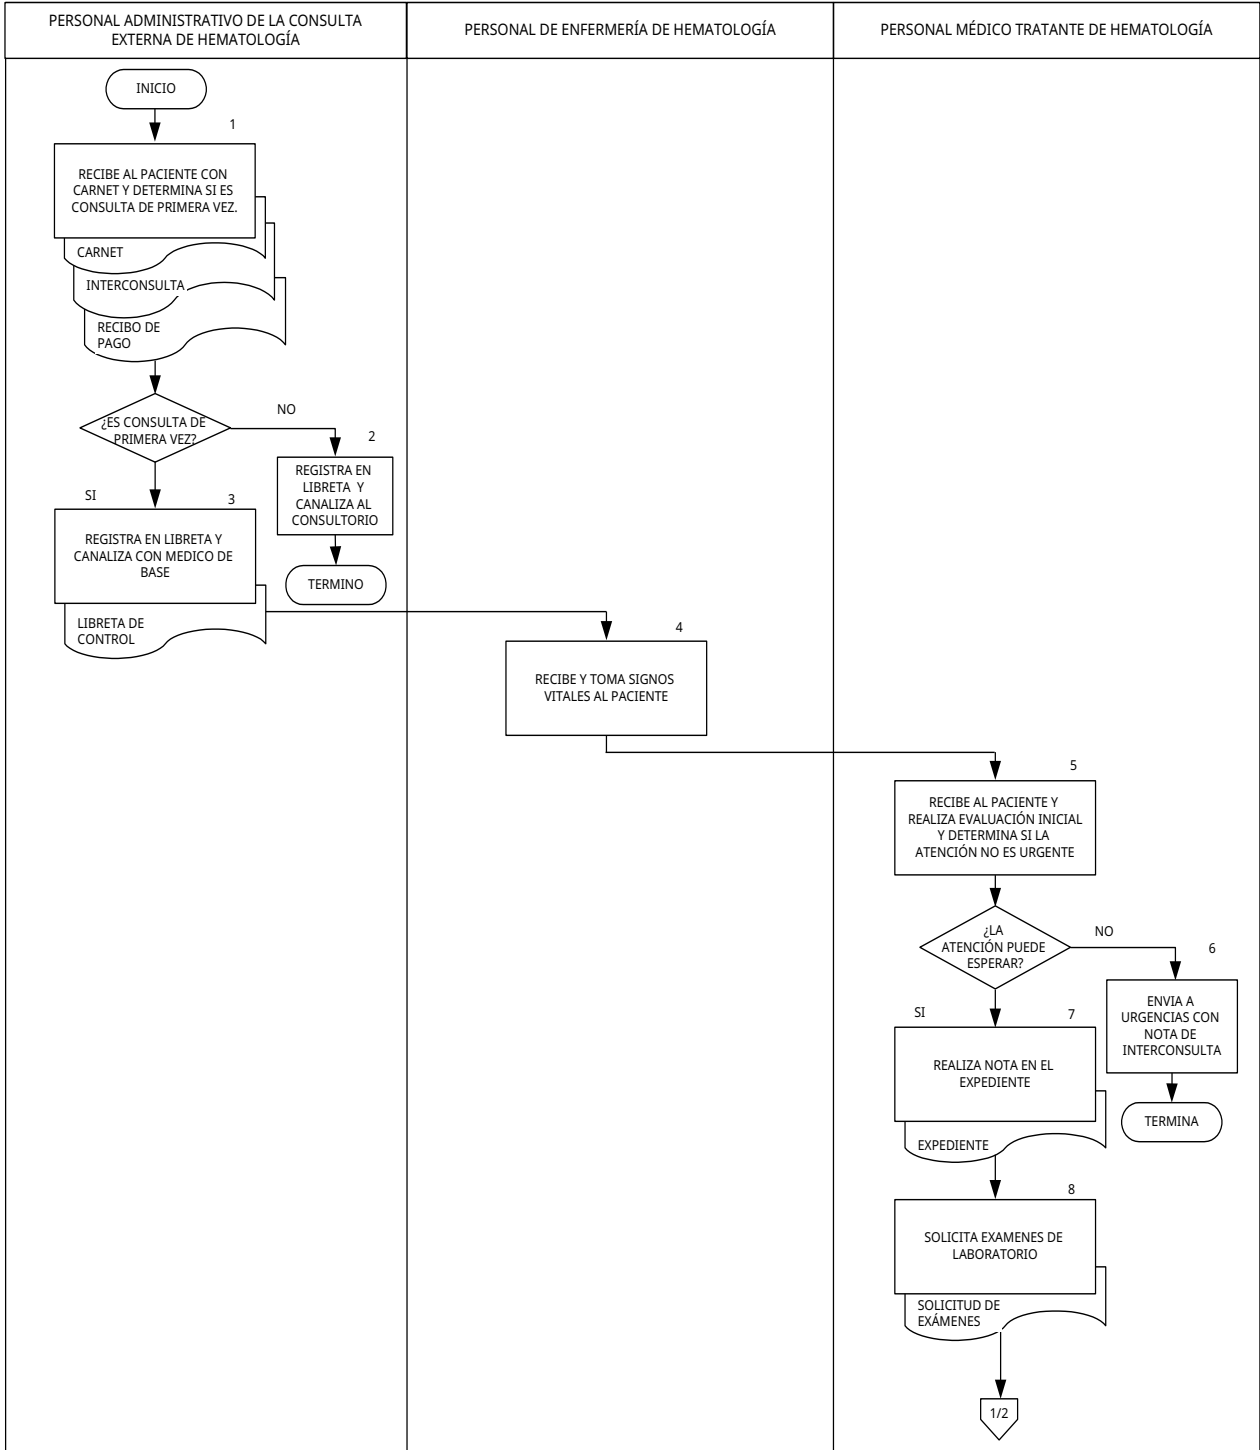 PERSONAL ADMINISTRATIVO DE LA CONSULTA
EXTERNA DE HEMATOLOGÍA
PERSONAL DE ENFERMERÍA DE HEMATOLOGÍA
PERSONAL MÉDICO TRATANTE DE HEMATOLOGÍA
INICIO
1
RECIBE AL PACIENTE CON
CARNET Y DETERMINA SI ES
CONSULTA DE PRIMERA VEZ.
CARNET
INTERCONSULTA
RECIBO DE
PAGO
¿ES CONSULTA DE
PRIMERA VEZ?
NO
2
REGISTRA EN
LIBRETA Y
CANALIZA AL
CONSULTORIO
TERMINO
SI
3
REGISTRA EN LIBRETA Y
CANALIZA CON MEDICO DE
BASE
LIBRETA DE
CONTROL
4
RECIBE Y TOMA SIGNOS
VITALES AL PACIENTE
5
RECIBE AL PACIENTE Y
REALIZA EVALUACIÓN INICIAL
Y DETERMINA SI LA
ATENCIÓN NO ES URGENTE
¿LA
ATENCIÓN PUEDE
ESPERAR?
NO
6
ENVIA A
URGENCIAS CON
NOTA DE
INTERCONSULTA
TERMINA
SI
7
REALIZA NOTA EN EL
EXPEDIENTE
EXPEDIENTE
8
SOLICITA EXAMENES DE
LABORATORIO
SOLICITUD DE
EXÁMENES
1/2